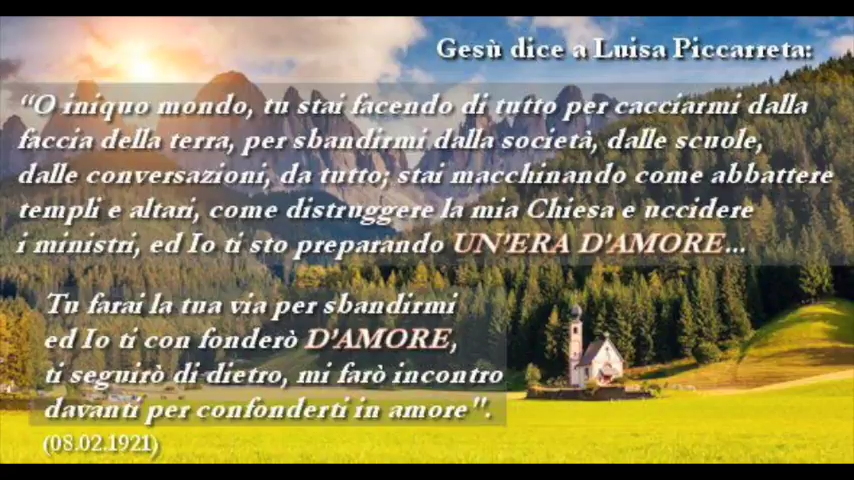 Gesù dice a Luisa Piccarreta:
“O iniquo mondo, tu stai facendo di tutto per cacciarmi dalla
faccia della terra, per sbandirmi dalla società, dalle scuole,
dalle conversazioni, da tutto; stai macchinando come abbattere
templi e altari, come distruggere la mia Chiesa e uccidere
i ministri, ed Io ti sto preparando UN'ERA D'AMORE...
Tu farai la tua via per sbandirmi
ed Io ti con fonderò D'AMORE,
ti seguirò di dietro, mi farò incontro
davanti per confonderti in amore".
(08.02.1921)